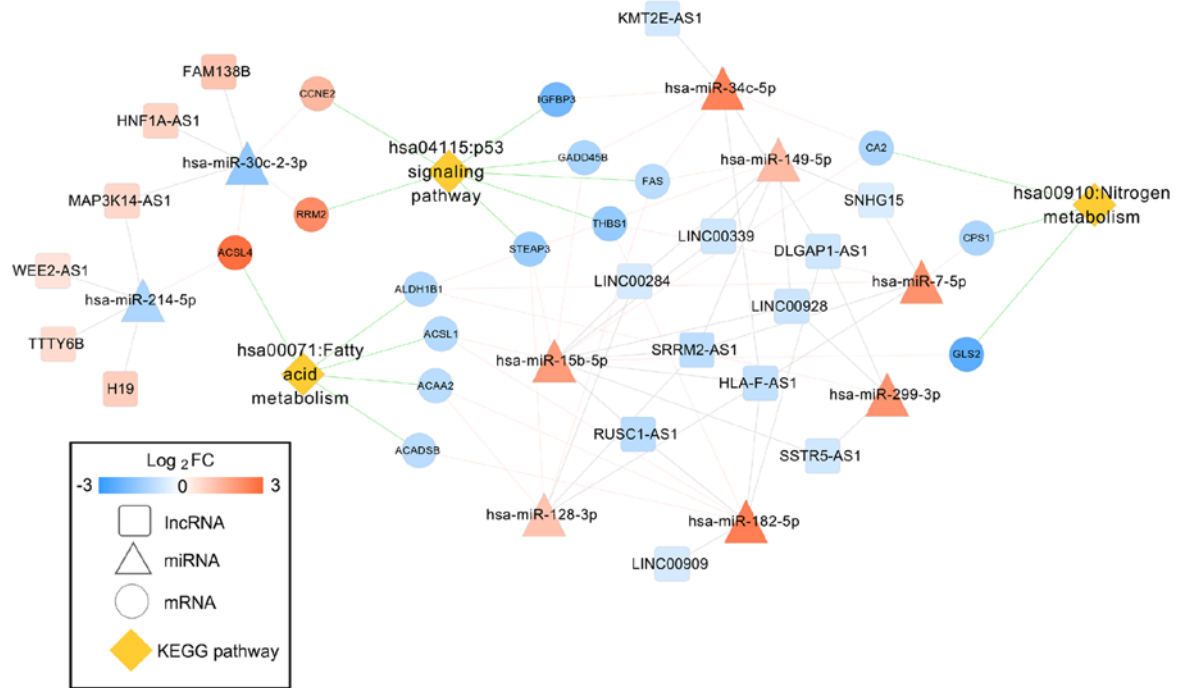 KMT2E-AS1
FAM138B
CCNE2
IGFBP3
hsa-miR-34c-5p
HNF1A-AS1
hsa-miR-30c-2-3p
hsa04115:p53
signaling
pathway
GADD45B
FAS
hsa-miR-149-5p
CA2
MAP3K14-AS1
RRM2
SNHG15
hsa00910:Nitrogen
metabolism
ACSL4
STEAP3
THBS1
LINC00339
DLGAP1-AS1
CPS1
WEE2-AS1
hsa-miR-214-5p
ALDH1B1
LINC00284
LINC00928
hsa-miR-7-5p
TTTY6B
hsa00071:Fatty
acid
metabolism
ACSL1
hsa-miR-15b-5p
SRRM2-AS1
GLS2
H19
ACAA2
HLA-F-AS1
hsa-miR-299-3p
ACADSB
RUSC1-AS1
SSTR5-AS1
hsa-miR-128-3p
hsa-miR-182-5p
LINC00909
Log 2 FC
-3 0 3
lncRNA
miRNA
mRNA
KEGG pathway